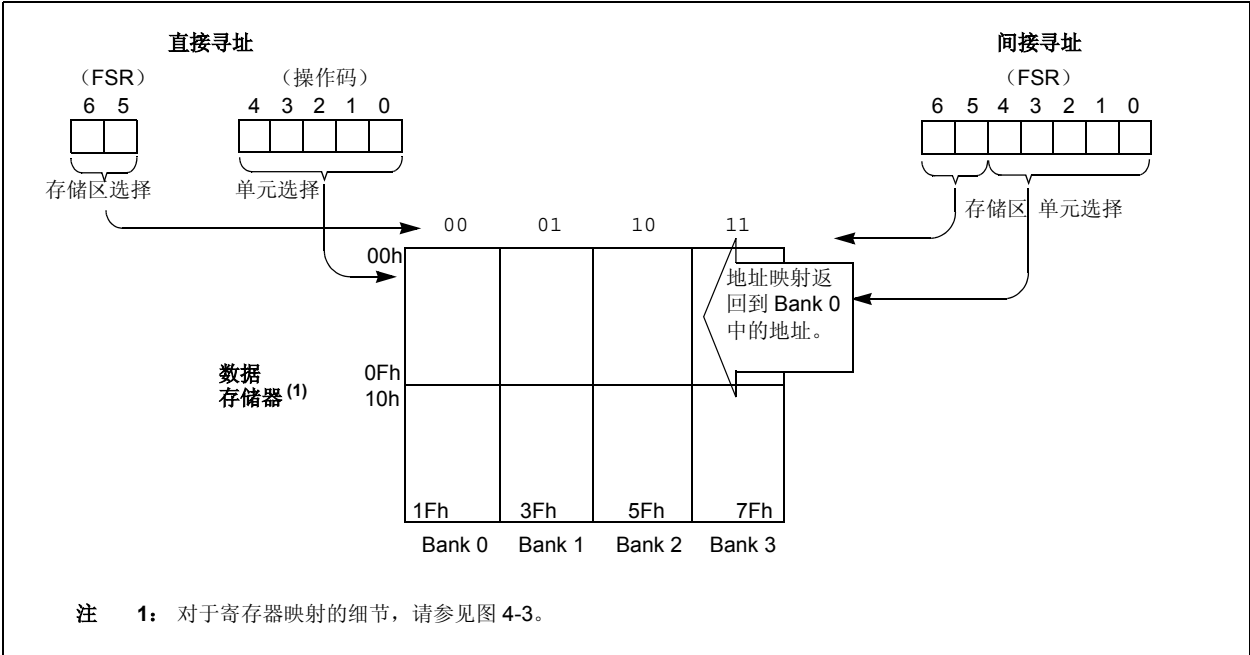 直接寻址
间接寻址
（FSR）
（操作码）
（FSR）
6 5
4 3 2 1 0
6 5 4 3 2 1 0
存储区选择
单元选择
存储区 单元选择
00 01 10 11
00h
地址映射返
回到 Bank 0
中的地址。
数据
存储器 (1)
0Fh
10h
1Fh 3Fh 5Fh 7Fh
Bank 0 Bank 1 Bank 2 Bank 3
注 1： 对于寄存器映射的细节，请参见图 4-3。